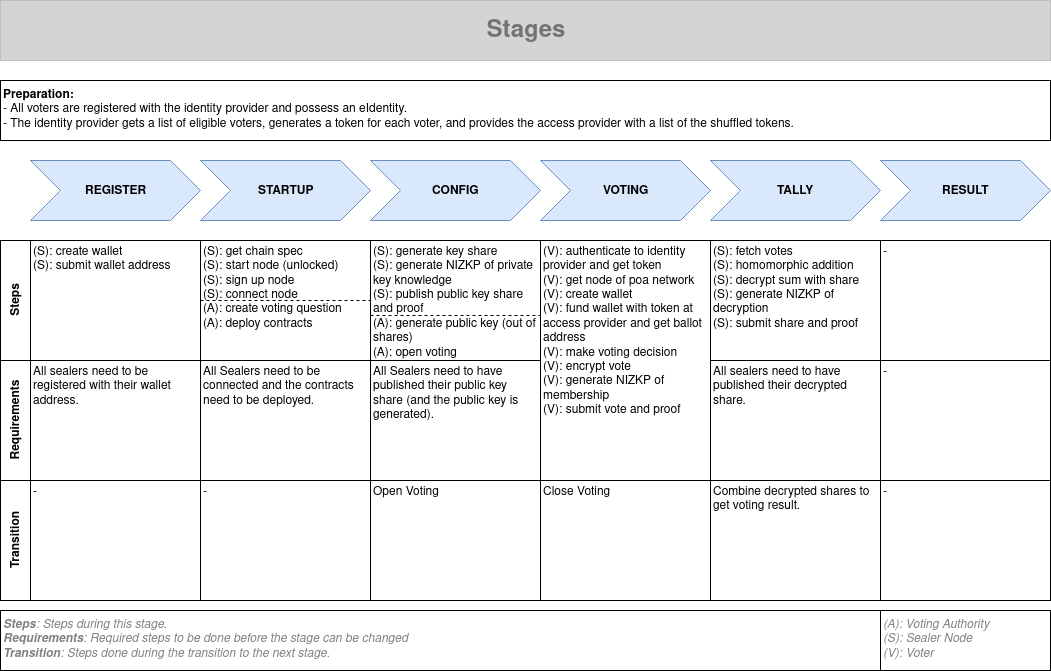 Stages
Preparation:
- All voters are registered with the identity provider and possess an eIdentity.
- The identity provider gets a list of eligible voters, generates a token for each voter, and provides the access provider with a list of the shuffled tokens.
REGISTER
STARTUP
CONFIG
VOTING
TALLY
RESULT
Steps
(S): create wallet
(S): submit wallet address
(S): get chain spec
(S): start node (unlocked)
(S): sign up node
(S): connect node
(A): create voting question
(A): deploy contracts
(S): generate key share
(S): generate NIZKP of private
key knowledge
(S): publish public key share
and proof
(A): generate public key (out of
shares)
(A): open voting
(V): authenticate to identity
provider and get token
(V): get node of poa network
(V): create wallet
(V): fund wallet with token at
access provider and get ballot
address
(V): make voting decision
(V): encrypt vote
(V): generate NIZKP of
membership
(V): submit vote and proof
(S): fetch votes
(S): homomorphic addition
(S): decrypt sum with share
(S): generate NIZKP of
decryption
(S): submit share and proof
-
Requirements
All sealers need to be
registered with their wallet
address.
All Sealers need to be
connected and the contracts
need to be deployed.
All Sealers need to have
published their public key
share (and the public key is
generated).
All sealers need to have
published their decrypted
share.
-
Transition
-
-
Open Voting
Close Voting
Combine decrypted shares to
get voting result.
-
Steps: Steps during this stage.
Requirements: Required steps to be done before the stage can be changed
Transition: Steps done during the transition to the next stage.
(A): Voting Authority
(S): Sealer Node
(V): Voter